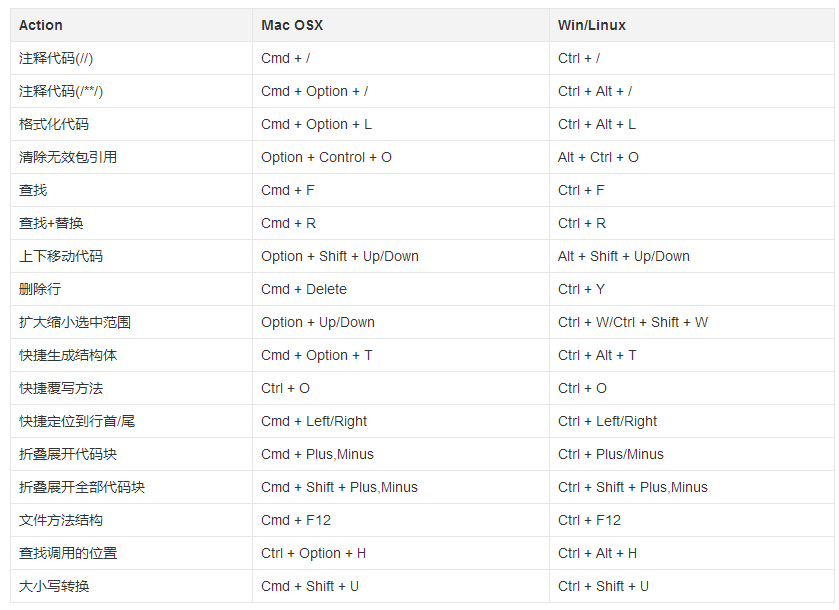 Action Mac OSX Win/Linux
注释代码(//) Cmd + / Ctrl + /
注释代码(/**/) Cmd + Option + / Ctrl + Alt + /
格式化代码 Cmd + Option + L Ctrl + Alt + L
清除无效包引用 Option + Control + O Alt + Ctrl + O
查找 Cmd + F Ctrl + F
查找+替换 Cmd + R Ctrl + R
上下移动代码 Option + Shift + Up/Down Alt + Shift + Up/Down
删除行 Cmd + Delete Ctrl + Y
扩大缩小选中范围 Option + Up/Down Ctrl + W/Ctrl + Shift + W
快捷生成结构体 Cmd + Option + T Ctrl + Alt + T
快捷覆写方法 Ctrl + O Ctrl + O
快捷定位到行首/尾 Cmd + Left/Right Ctrl + Left/Right
折叠展开代码块 Cmd + Plus,Minus Ctrl + Plus/Minus
折叠展开全部代码块 Cmd + Shift + Plus,Minus Ctrl + Shift + Plus,Minus
文件方法结构 Cmd + F12 Ctrl + F12
查找调用的位置 Ctrl + Option + H Ctrl + Alt + H
大小写转换 Cmd + Shift + U Ctrl + Shift + U